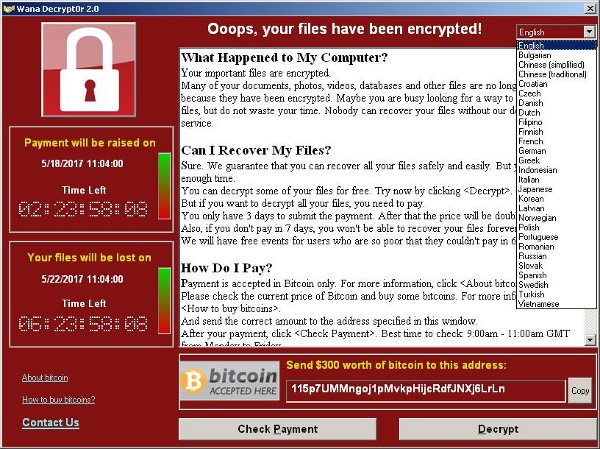 Wana Decrypt0r 2.0
Ooops, your files have been encrypted!
English
Payment will be raised on
5/18/2017 11:04:00
Time Left
02:23:58:08
Your files will be lost on
5/22/2017 11:04:00
Time Left
06:23:58:08
About bitcoin
How to buy bitcoins?
Contact Us
What Happened to My Computer?
Your important files are encrypted.
Many of your documents, photos, videos, databases and other files are no long
because they have been encrypted. Maybe you are busy looking for a way to
files, but do not waste your time. Nobody can recover your files without our d
service.
Can I Recover My Files?
Sure. We guarantee that you can recover all your files safely and easily. But y
enough time.
You can decrypt some of your files for free. Try now by clicking <Decrypt>.
But if you want to decrypt all your files, you need to pay.
You only have 3 days to submit the payment. After that the price will be doub
Also, if you don't pay in 7 days, you won't be able to recover your files forever
We will have free events for users who are so poor that they couldn't pay in 6
How Do I Pay?
Payment is accepted in Bitcoin only. For more information, click <About bitco
Please check the current price of Bitcoin and buy some bitcoins. For more info
<How to buy bitcoins>.
And send the correct amount to the address specified in this window.
After your payment, click <Check Payment>. Best time to check: 9:00am - 11:00am GMT
from Monday to Friday
English
Bulgarian
Chinese (simplified)
Chinese (traditional)
Croatian
Czech
Danish
Dutch
Filipino
Finnish
French
German
Greek
Indonesian
Italian
Japanese
Korean
Latvian
Norwegian
Polish
Portuguese
Romanian
Russian
Slovak
Spanish
Swedish
Turkish
Vietnamese
bitcoin
ACCEPTED HERE
Send $300 worth of bitcoin to this address:
115p7UMMngoj1pMvkpHijcRdfJNXj6LrLn
Copy
Check Payment
Decrypt